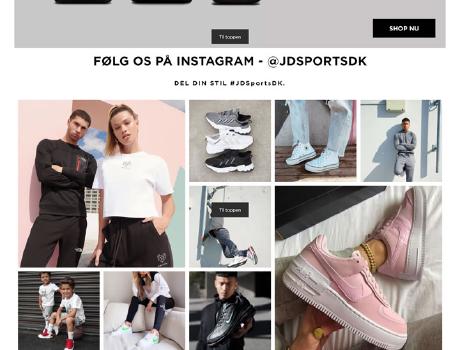 SHOP NU
Til toppen
FØLG OS PÅ INSTAGRAM - @JDSPORTSDK
DEL DIN STIL #JDSportsDK.
Til toppen